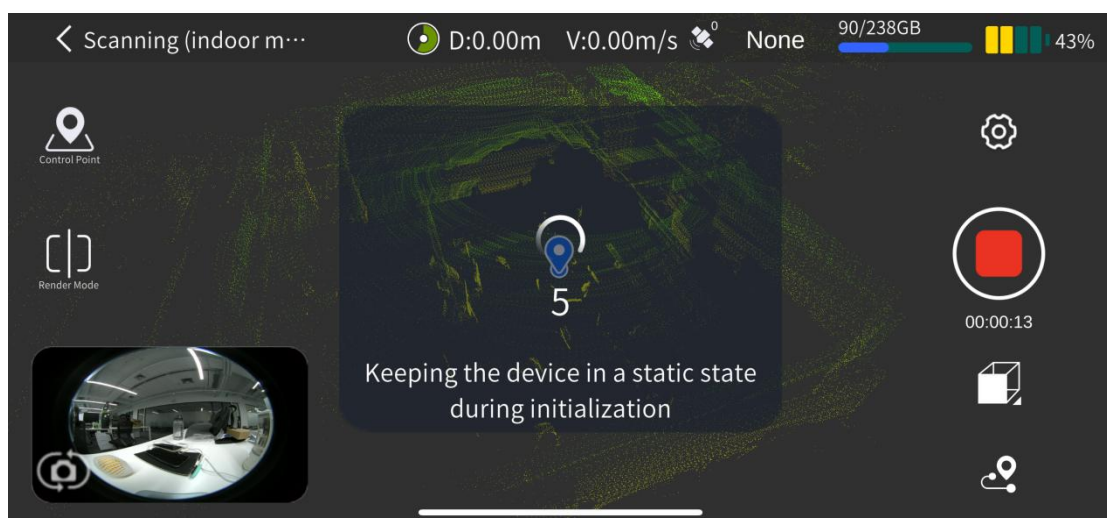 Scanning (indoor m···
D:0.00m
V:0.00m/s
0
None
90/238GB
43%
Control Point
Render Mode
5
Keeping the device in a static state
during initialization
00:00:13